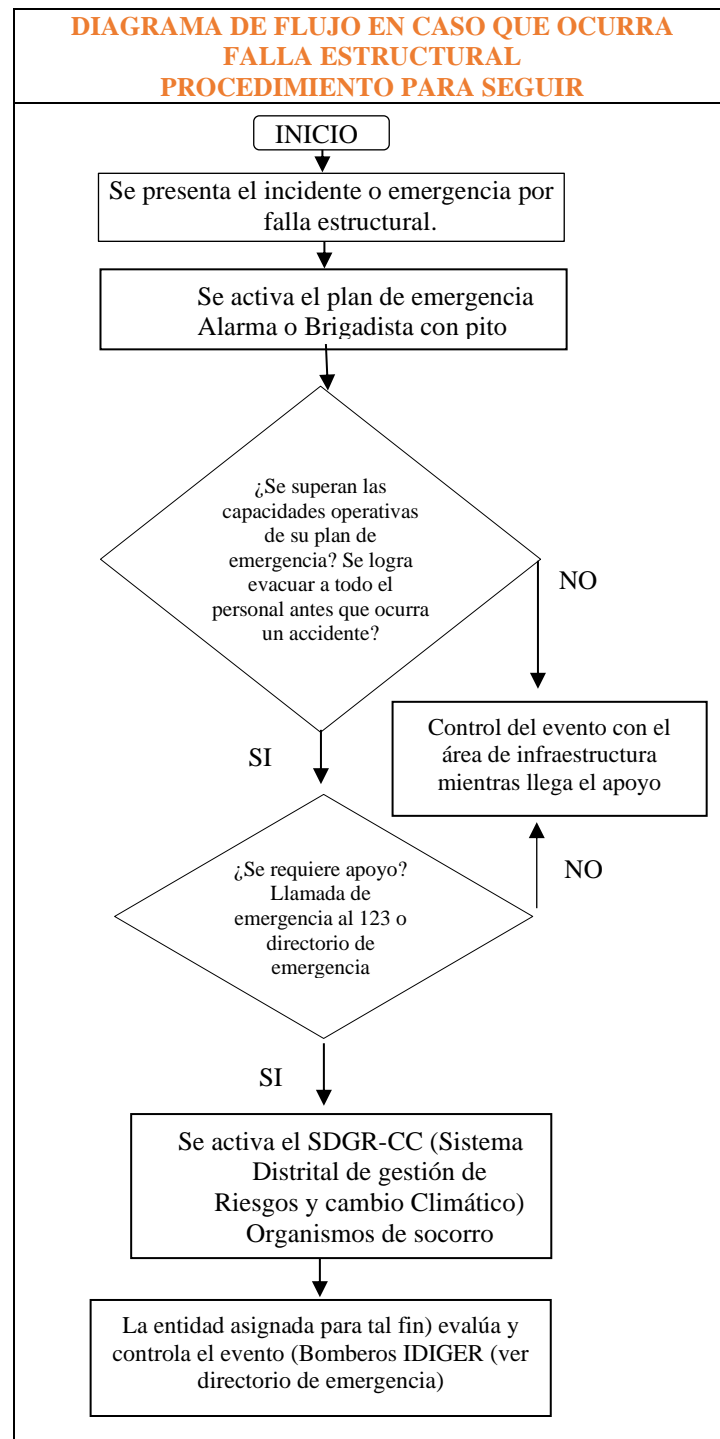 DIAGRAMA DE FLUJO EN CASO QUE OCURRA
FALLA ESTRUCTURAL
PROCEDIMIENTO PARA SEGUIR
INICIO
Se presenta el incidente o emergencia por
falla estructural.
Se activa el plan de emergencia
Alarma o Brigadista con pito
¿Se superan las
capacidades operativas
de su plan de
emergencia? Se logra
evacuar a todo el
personal antes que ocurra
un accidente?
NO
Control del evento con el
área de infraestructura
mientras llega el apoyo
SI
¿Se requiere apoyo?
Llamada de
emergencia al 123 o
directorio de
emergencia
NO
SI
Se activa el SDGR-CC (Sistema
Distrital de gestión de
Riesgos y cambio Climático)
Organismos de socorro
La entidad asignada para tal fin) evalúa y
controla el evento (Bomberos IDIGER (ver
directorio de emergencia)